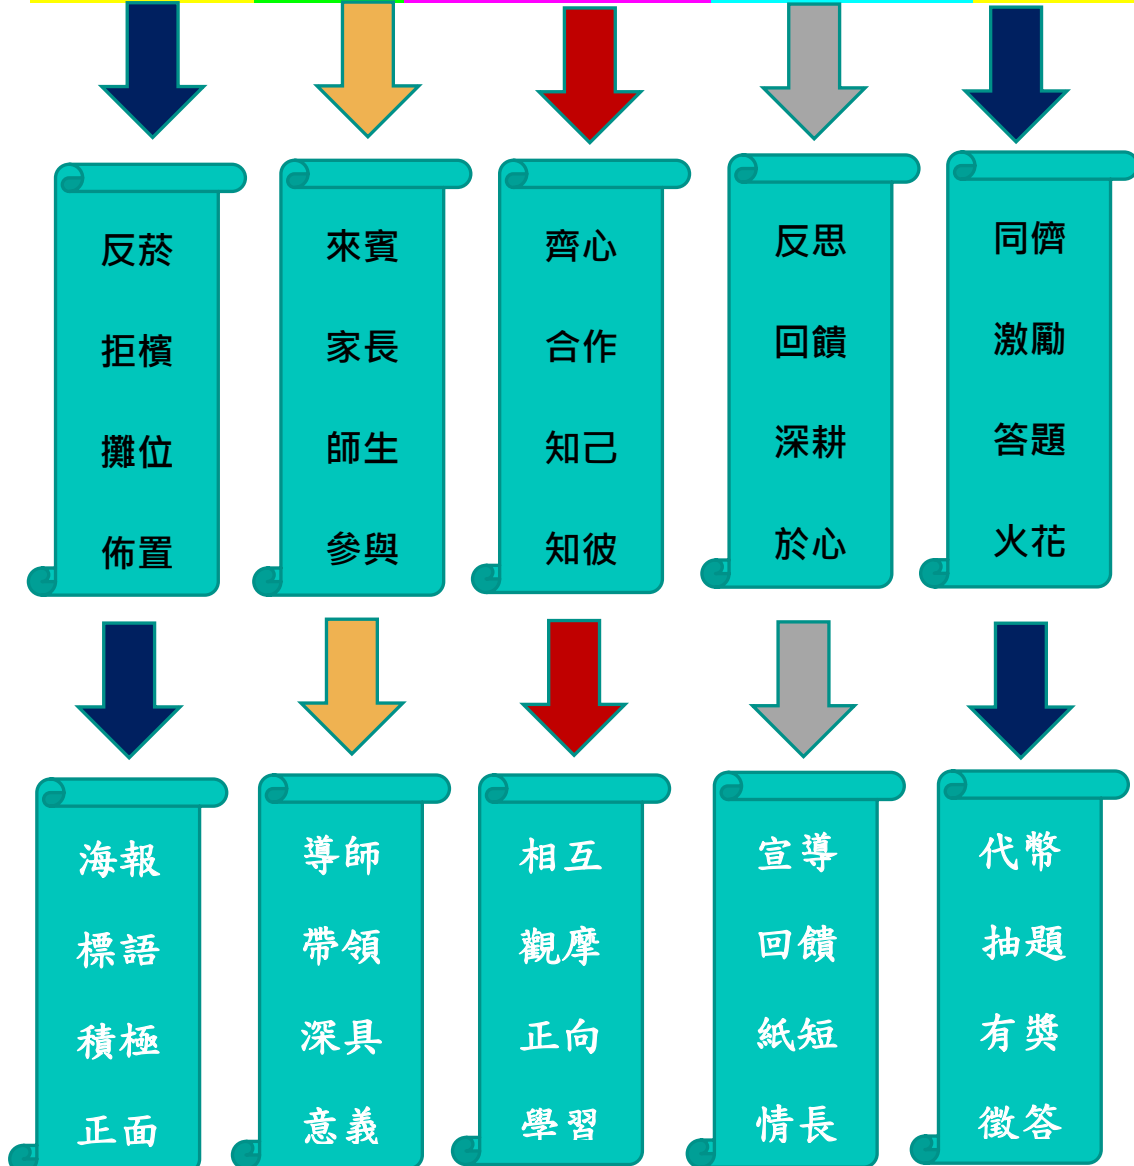 反菸
拒檳
攤位
佈置
來賓
家長
師生
參與
齊心
合作
知己
知彼
反思
回饋
深耕
於心
同儕
激勵
答題
火花
海報
標語
積極
正面
導師
帶領
深具
意義
相互
觀摩
正向
學習
宣導
回饋
紙短
情長
代幣
抽題
有獎
徵答